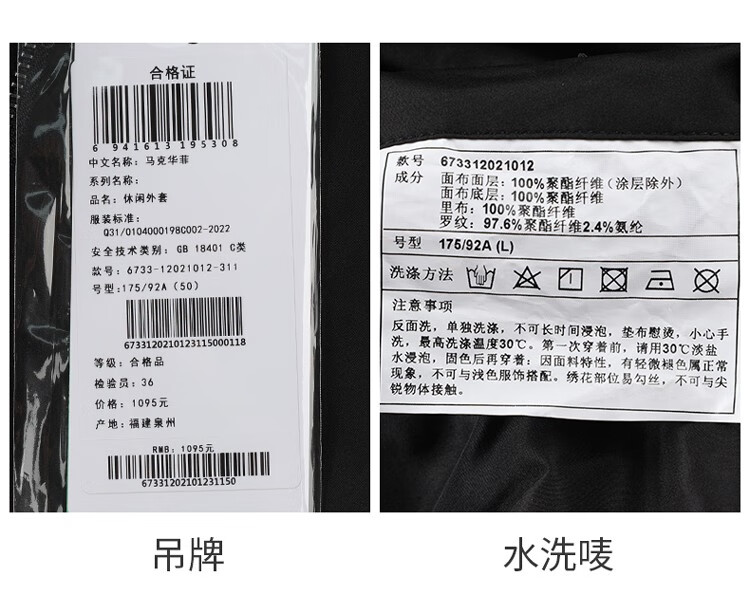 合格证
6 941613 195308
中文名称：马克华菲
系列名称：
品名：休闲外套
服装标准：
Q31/01040001980002-2022
安全技术类别：GB 18401 C类
款号：6733-12021012-311
号型：175/92A（50）
6733120210123115000118
等级：合格品
检验员：36
价格：1095元
产地：福建泉州
RMB：1095元
67331202101231150
吊牌
款号 673312021012
成分 面布面层：100%聚酯纤维（涂层除外）
面布底层：100%聚酯纤维
里布：100%聚酯纤维
罗纹：97.6%聚酯纤维2.4%氨纶
号型 175/92A (L)
洗涤方法
注意事项
反面洗，单独洗涤，不可长时间浸泡，垫布慰烫，小心手
洗，最高洗涤温度30℃。第一次穿着前，请用30℃淡盐
水浸泡，固色后再穿着：因面料特性，有轻微褪色属正常
现象，不可与浅色服饰搭配。绣花部位易勾丝，不可与尖
锐物体接触。
水洗唛